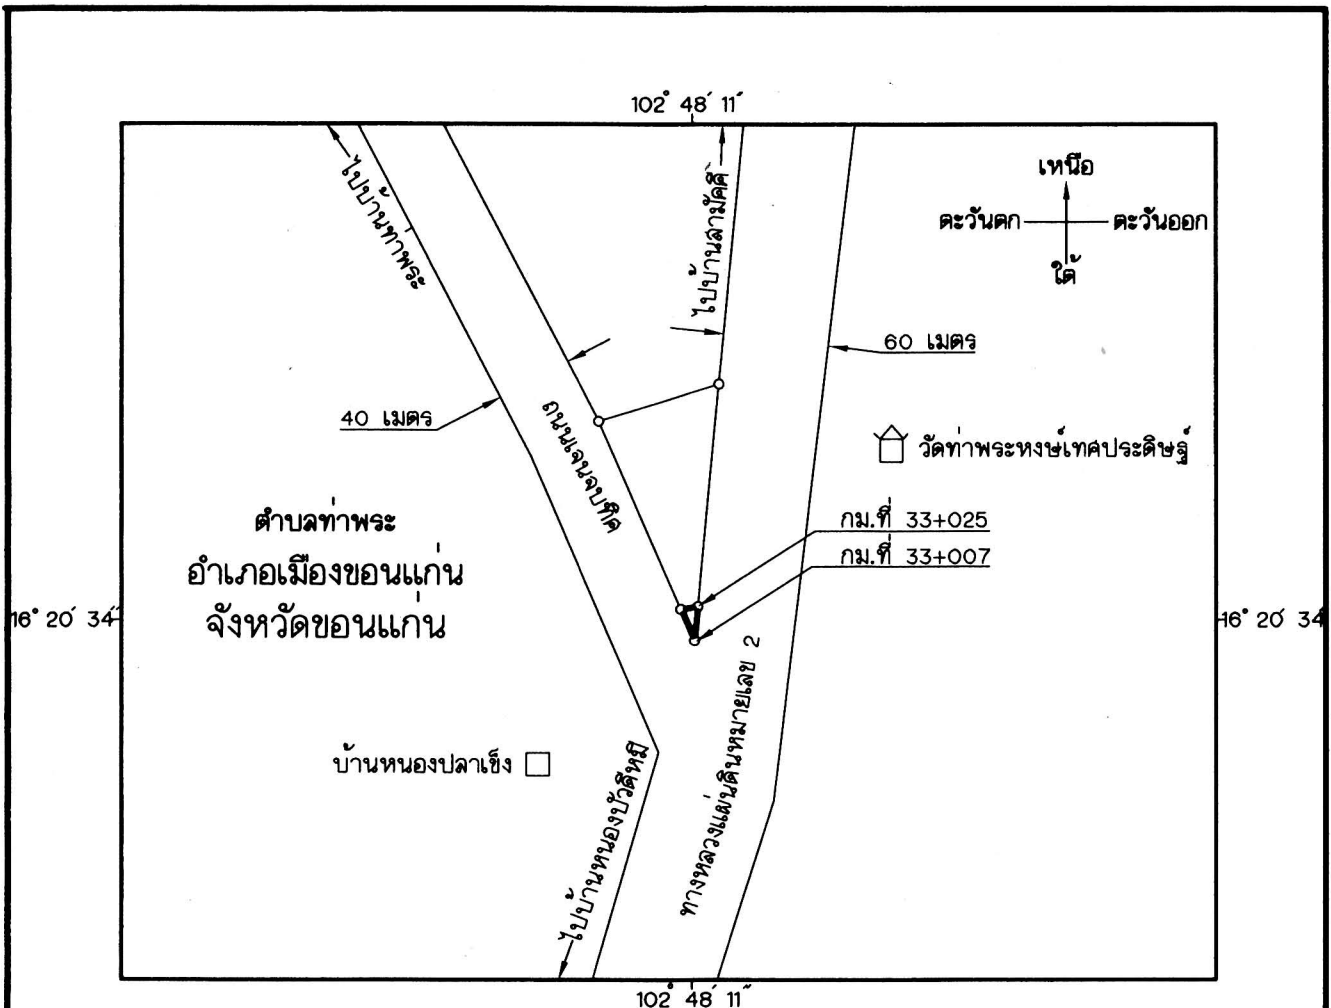 102° 48′ 11″
เหนือ
ตะวันตก
ตะวันออก
ใต้
ไปบ้านท่าพระ
ไปบ้านสามัคคี
60 เมตร
40 เมตร
ถนนเจนจบทิศ
วัดท่าพระหงษ์เทศประดิษฐ์
กม.ที่ 33+025
กม.ที่ 33+007
ตำบลท่าพระ
อำเภอเมืองขอนแก่น
จังหวัดขอนแก่น
16° 20′ 34″
16° 20′ 34″
ทางหลวงแผ่นดินหมายเลข 2
บ้านหนองปลาเข็ง
ไปบ้านหนองบัวดีหมี
102° 48′ 11″